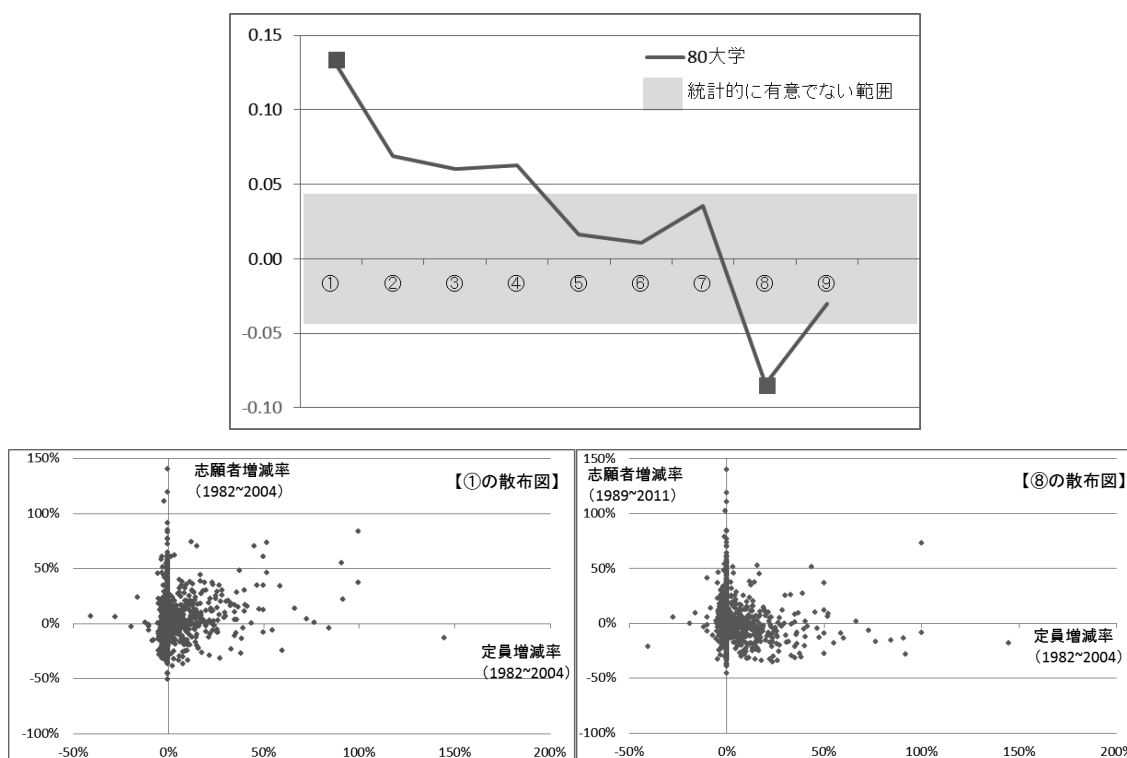 0.15
0.10
0.05
0.00
-0.05
-0.10
80大学
統計的に有意でない範囲
① ② ③ ④ ⑤ ⑥ ⑦ ⑧ ⑨
150%
100%
50%
0%
-50%
-100%
-50% 0% 50% 100% 150% 200%
志願者増減率
(1982~2004)
【①の散布図】
定員増減率
(1982~2004)
150%
100%
50%
0%
-50%
-100%
-50% 0% 50% 100% 150% 200%
志願者増減率
(1989~2011)
【⑧の散布図】
定員増減率
(1982~2004)